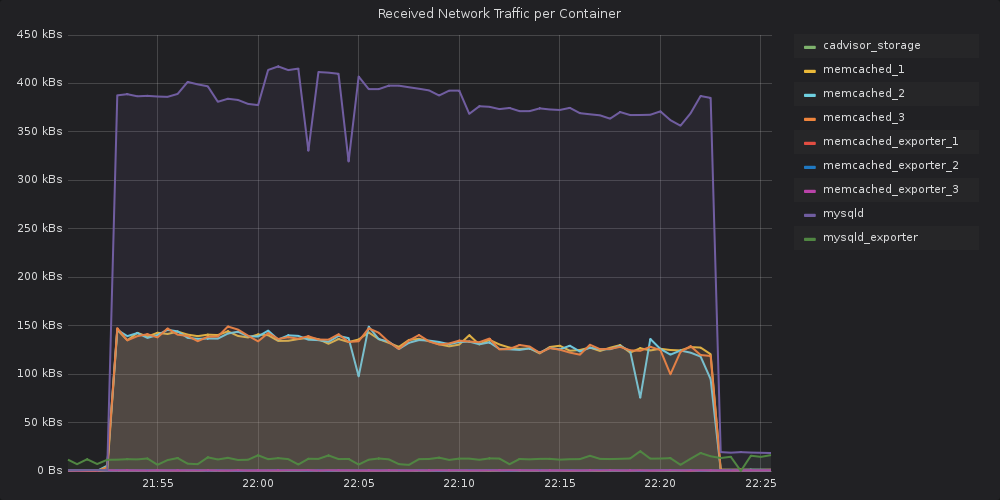 Received Network Traffic per Container
450 kBs
400 kBs
350 kBs
300 kBs
250 kBs
200 kBs
150 kBs
100 kBs
50 kBs
0 Bs
21:55
22:00
22:05
22:10
22:15
22:20
22:25
cadvisor_storage
memcached_1
memcached_2
memcached_3
memcached_exporter_1
memcached_exporter_2
memcached_exporter_3
mysqld
mysqld_exporter